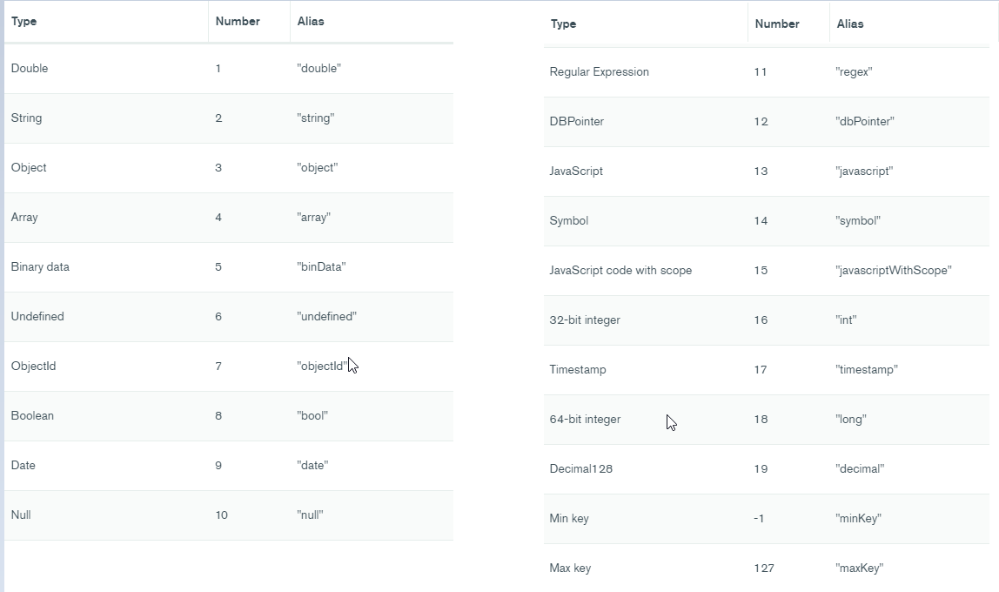 Type Number Alias
Double 1 "double"
String 2 "string"
Object 3 "object"
Array 4 "array"
Binary data 5 "binData"
Undefined 6 "undefined"
ObjectId 7 "objectId"
Boolean 8 "bool"
Date 9 "date"
Null 10 "null"
Type Number Alias
Regular Expression 11 "regex"
DBPointer 12 "dbPointer"
JavaScript 13 "javascript"
Symbol 14 "symbol"
JavaScript code with scope 15 "javascriptWithScope"
32-bit integer 16 "int"
Timestamp 17 "timestamp"
64-bit integer 18 "long"
Decimal128 19 "decimal"
Min key -1 "minKey"
Max key 127 "maxKey"